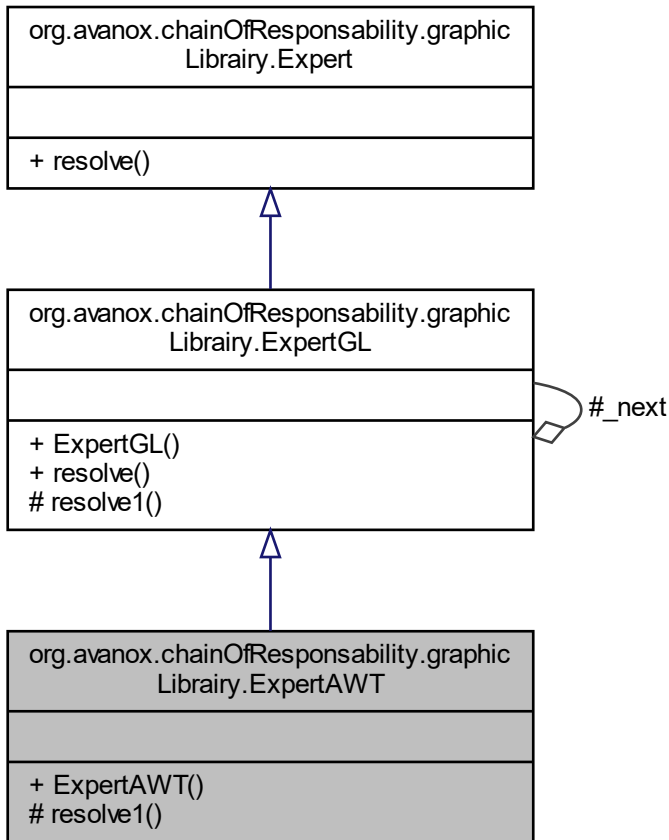 org.avanox.chainOfResponsability.graphic
Librairy.Expert
+ resolve()
org.avanox.chainOfResponsability.graphic
Librairy.ExpertGL
#_next
+ ExpertGL()
+ resolve()
# resolve1()
org.avanox.chainOfResponsability.graphic
Librairy.ExpertAWT
+ ExpertAWT()
# resolve1()